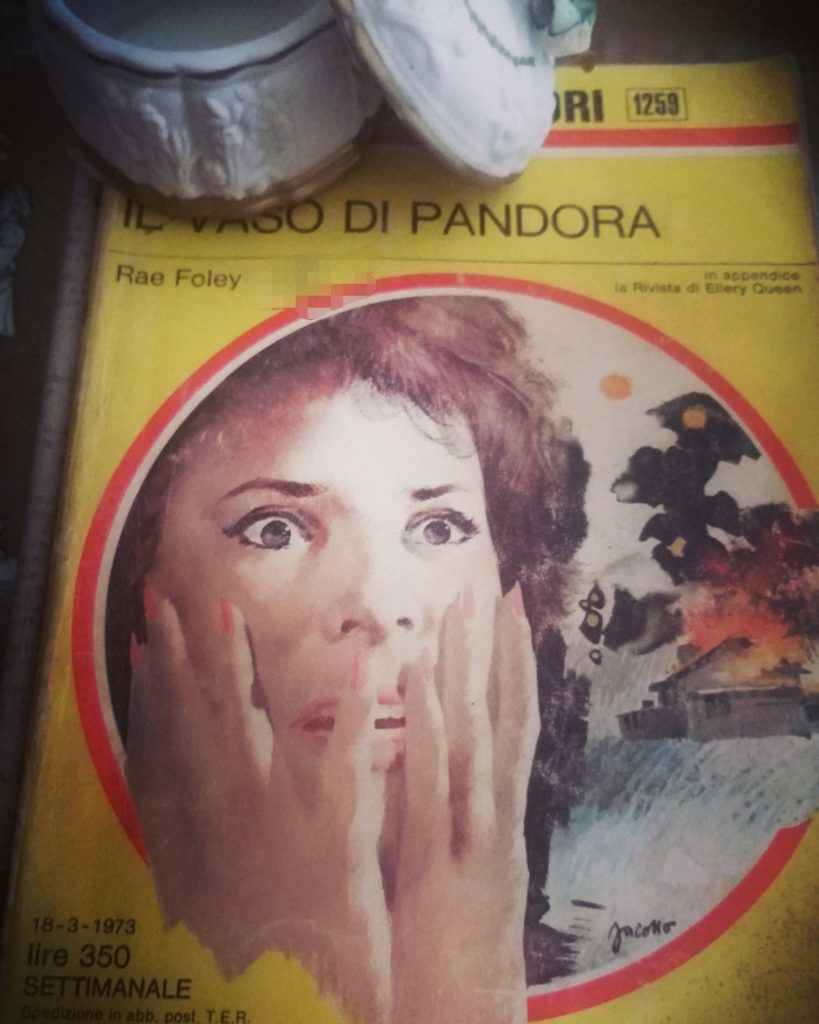 ORI 1259
IL VASO DI PANDORA
Rae Foley
in appendice
la Rivista di Ellery Queen
Jacono
18-3-1973
lire 350
SETTIMANALE
Spedizione in abb. post. T.E.R.